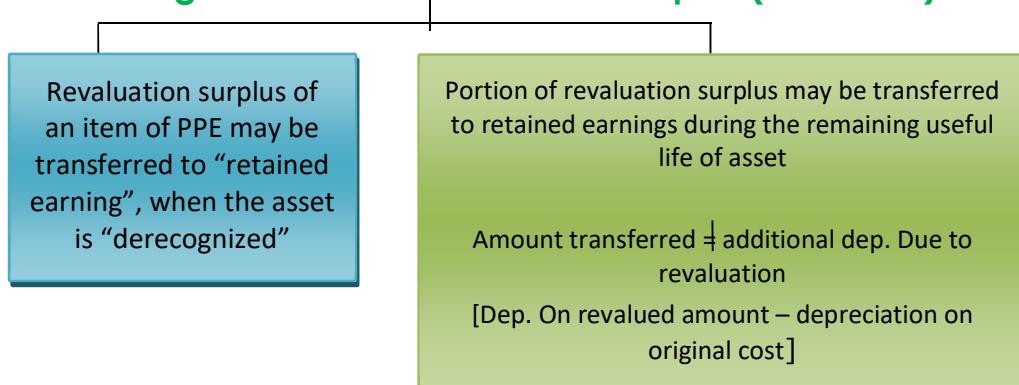 Revaluation surplus of
an item of PPE may be
transferred to “retained
earning”, when the asset
is “derecognized”
Portion of revaluation surplus may be transferred
to retained earnings during the remaining useful
life of asset
Amount transferred = additional dep. Due to
revaluation
[Dep. On revalued amount – depreciation on
original cost]